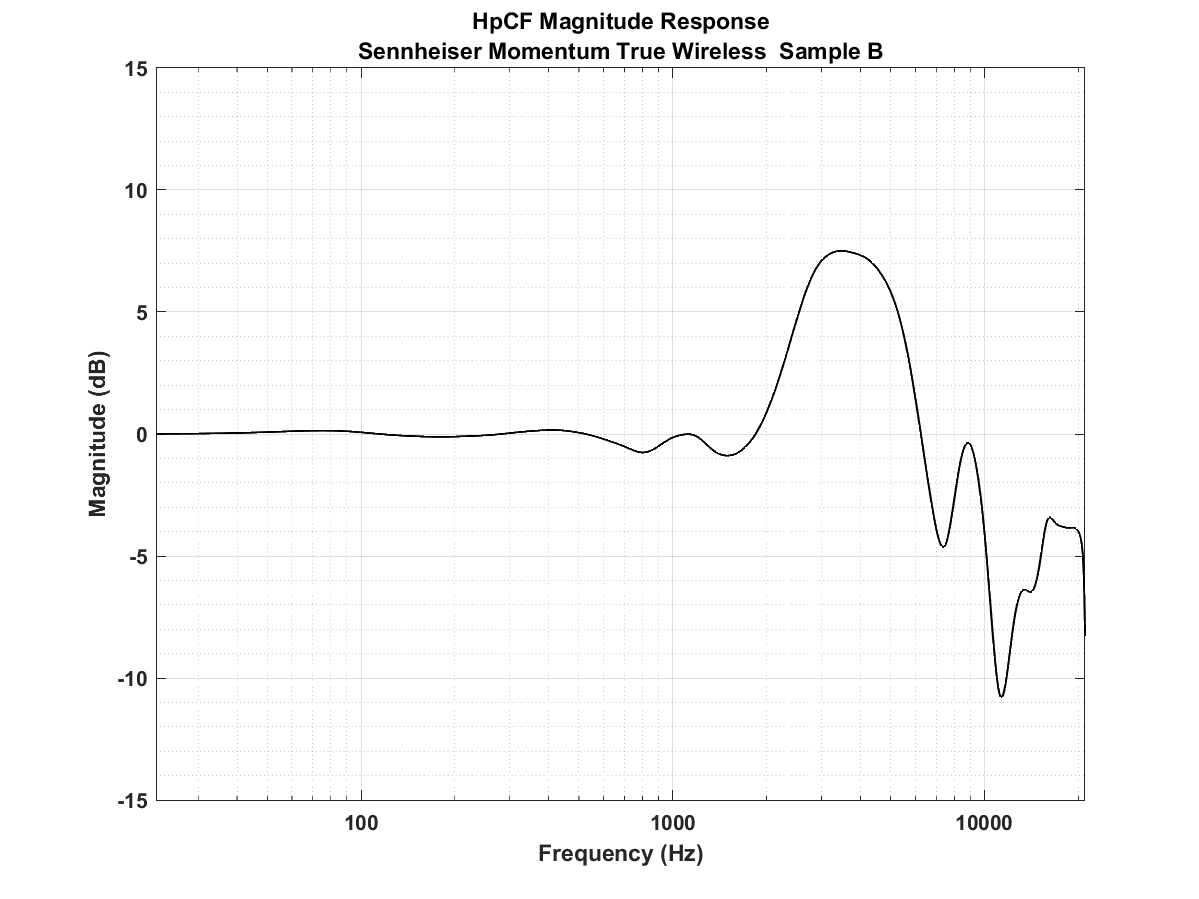 HpCF Magnitude Response
Sennheiser Momentum True Wireless  Sample B
15
10
5
0
-5
-10
-15
Magnitude (dB)
100
1000
10000
Frequency (Hz)